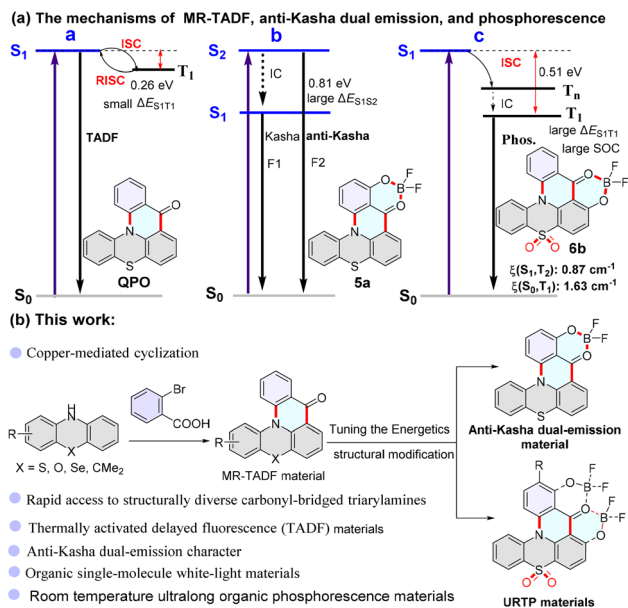 (a) The mechanisms of MR-TADF, anti-Kasha dual emission, and phosphorescence
a
S1
ISC
RISC
T1
0.26 eV
small ΔES1T1
TADF
O
N
S
QPO
S0
b
S2
IC
0.81 eV
large ΔES1S2
S1
Kasha
anti-Kasha
F1
F2
O
B
F
F
O
N
S
5a
c
S1
ISC
0.51 eV
Tn
IC
T1
Phos.
large ΔES1T1
large SOC
O
B
F
F
O
N
S
O
O
6b
ξ(S1,T2): 0.87 cm-1
ξ(S0,T1): 1.63 cm-1
S0
(b) This work:
Copper-mediated cyclization
H
N
R
X
X = S, O, Se, CMe2
Br
COOH
O
N
R
X
MR-TADF material
Tuning the Energetics
structural modification
O
B
F
F
O
N
S
Anti-Kasha dual-emission
material
R
O
B
F
F
O
B
F
F
O
N
S
O
O
URTP materials
Rapid access to structurally diverse carbonyl-bridged triarylamines
Thermally activated delayed fluorescence (TADF) materials
Anti-Kasha dual-emission character
Organic single-molecule white-light materials
Room temperature ultralong organic phosphorescence materials